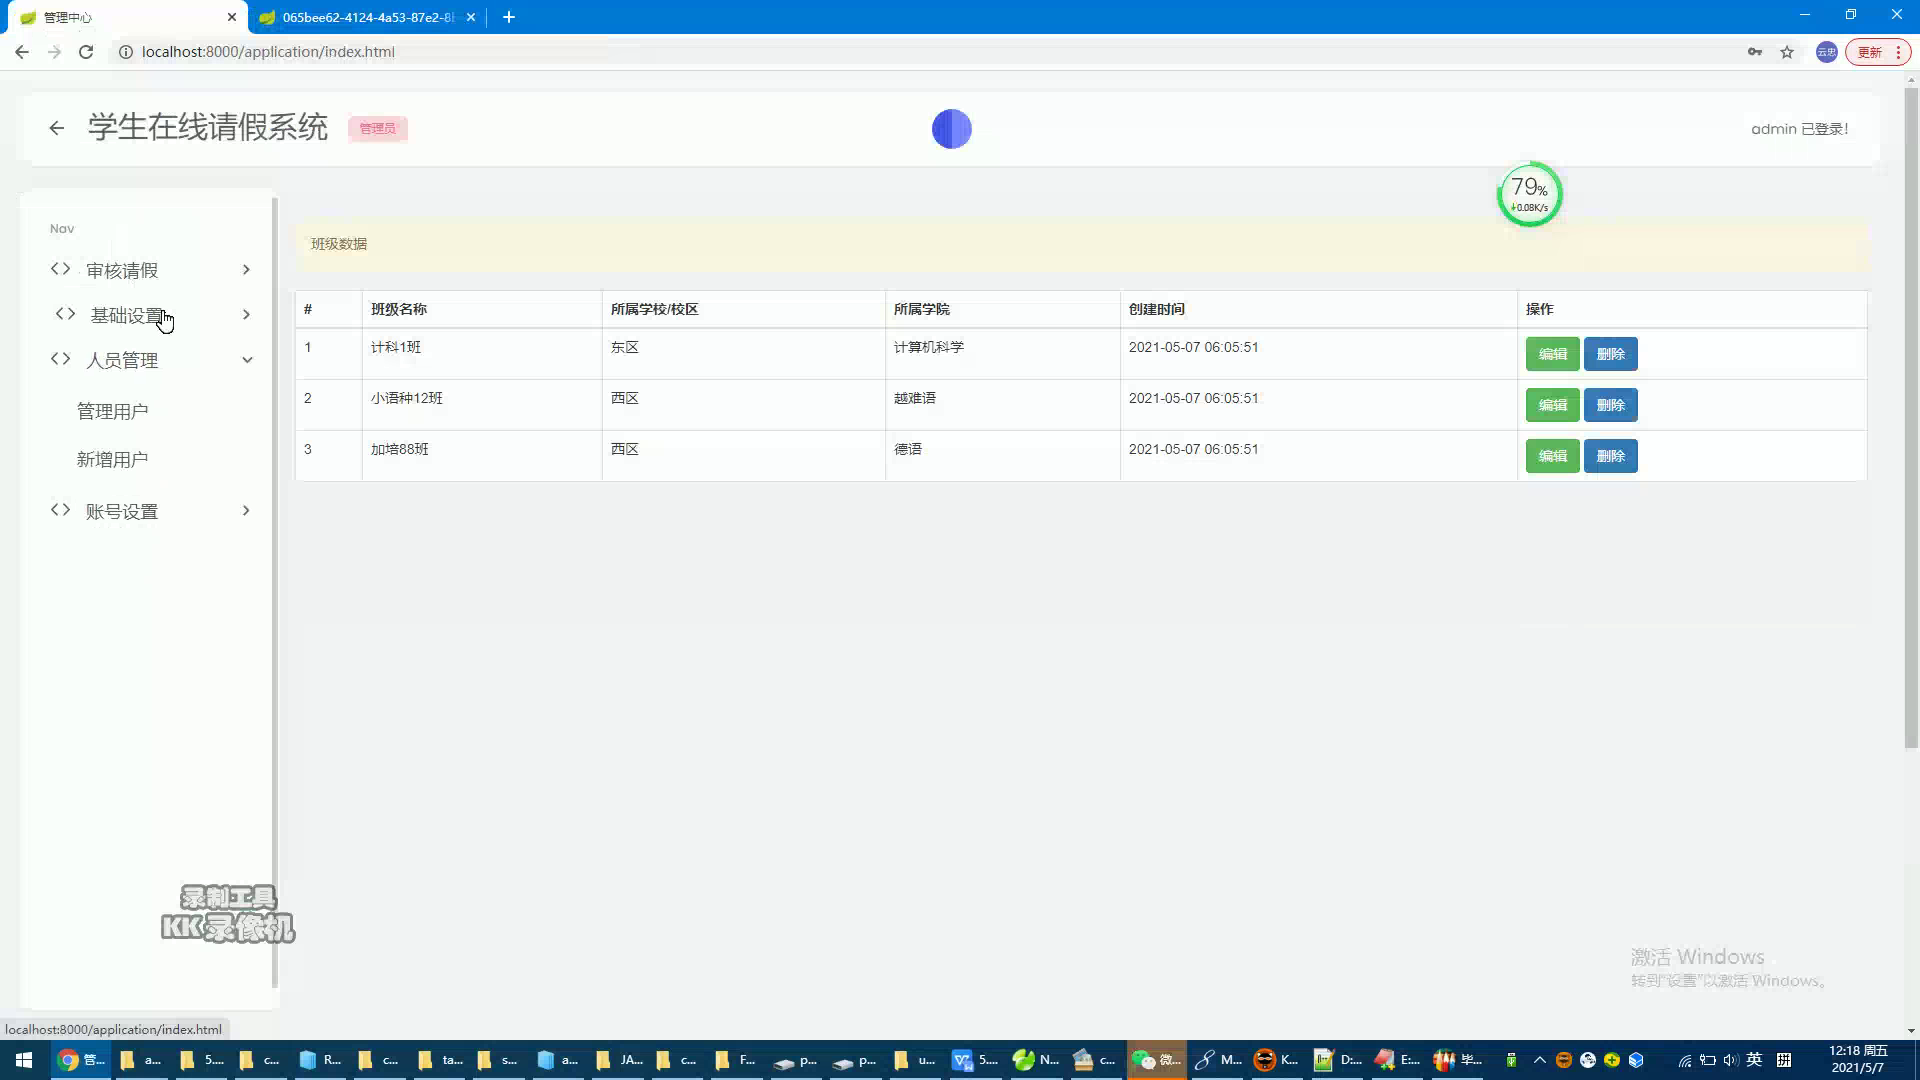 管理中心
065bee62-4124-4a53-87e2-8
localhost:8000/application/index.html
云忠
更新
学生在线请假系统
管理员
admin 已登录!
79%
0.08K/s
Nav
审核请假
基础设置
人员管理
管理用户
新增用户
账号设置
班级数据
# 班级名称 所属学校/校区 所属学院 创建时间 操作
1 计科1班 东区 计算机科学 2021-05-07 06:05:51 编辑 删除
2 小语种12班 西区 越难语 2021-05-07 06:05:51 编辑 删除
3 加培88班 西区 德语 2021-05-07 06:05:51 编辑 删除
录制工具
KK录像机
激活 Windows
转到“设置”以激活 Windows。
localhost:8000/application/index.html
管... a... 5.... c... R... c... ta... s... a... JA... c... F... p... p... u... 5.... N... c... 微... M... K... D:... E:... 毕... 英 拼
12:18 周五
2021/5/7